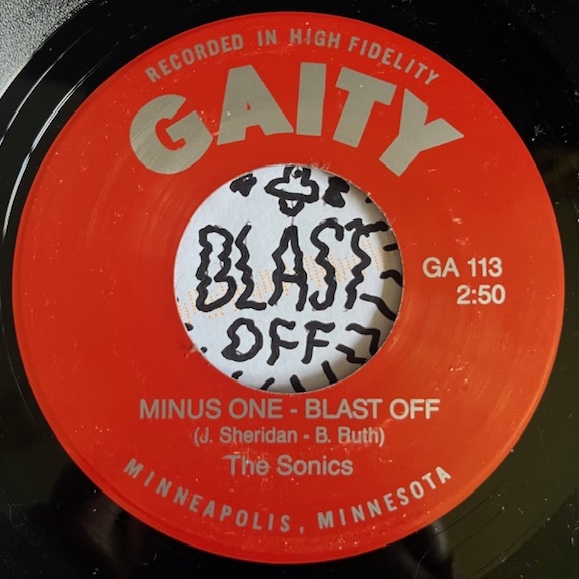 RECORDED IN HIGH FIDELITY
GAITY
BLAST
OFF
GA 113
2:50
MINUS ONE - BLAST OFF
(J. Sheridan - B. Ruth)
The Sonics
MINNEAPOLIS, MINNESOTA